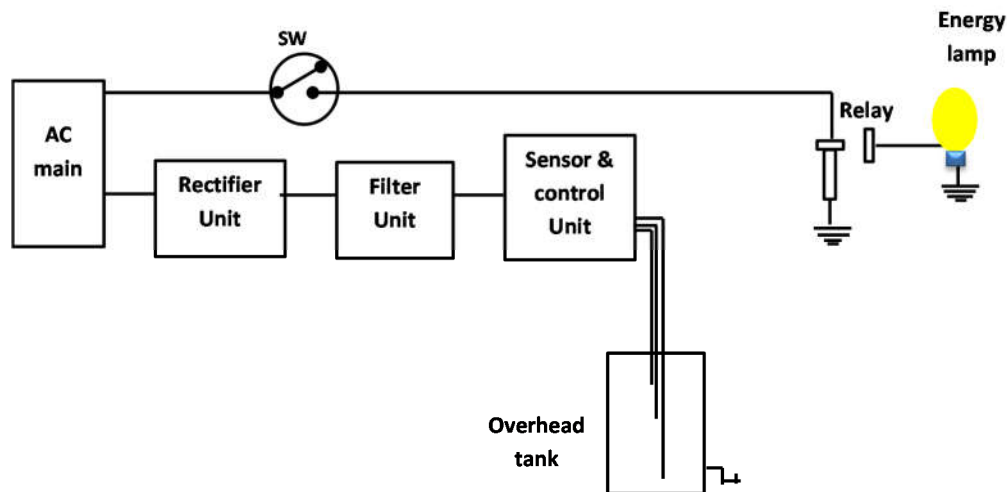 SW
Energy
lamp
AC
main
Relay
Rectifier
Unit
Filter
Unit
Sensor &
control
Unit
Overhead
tank